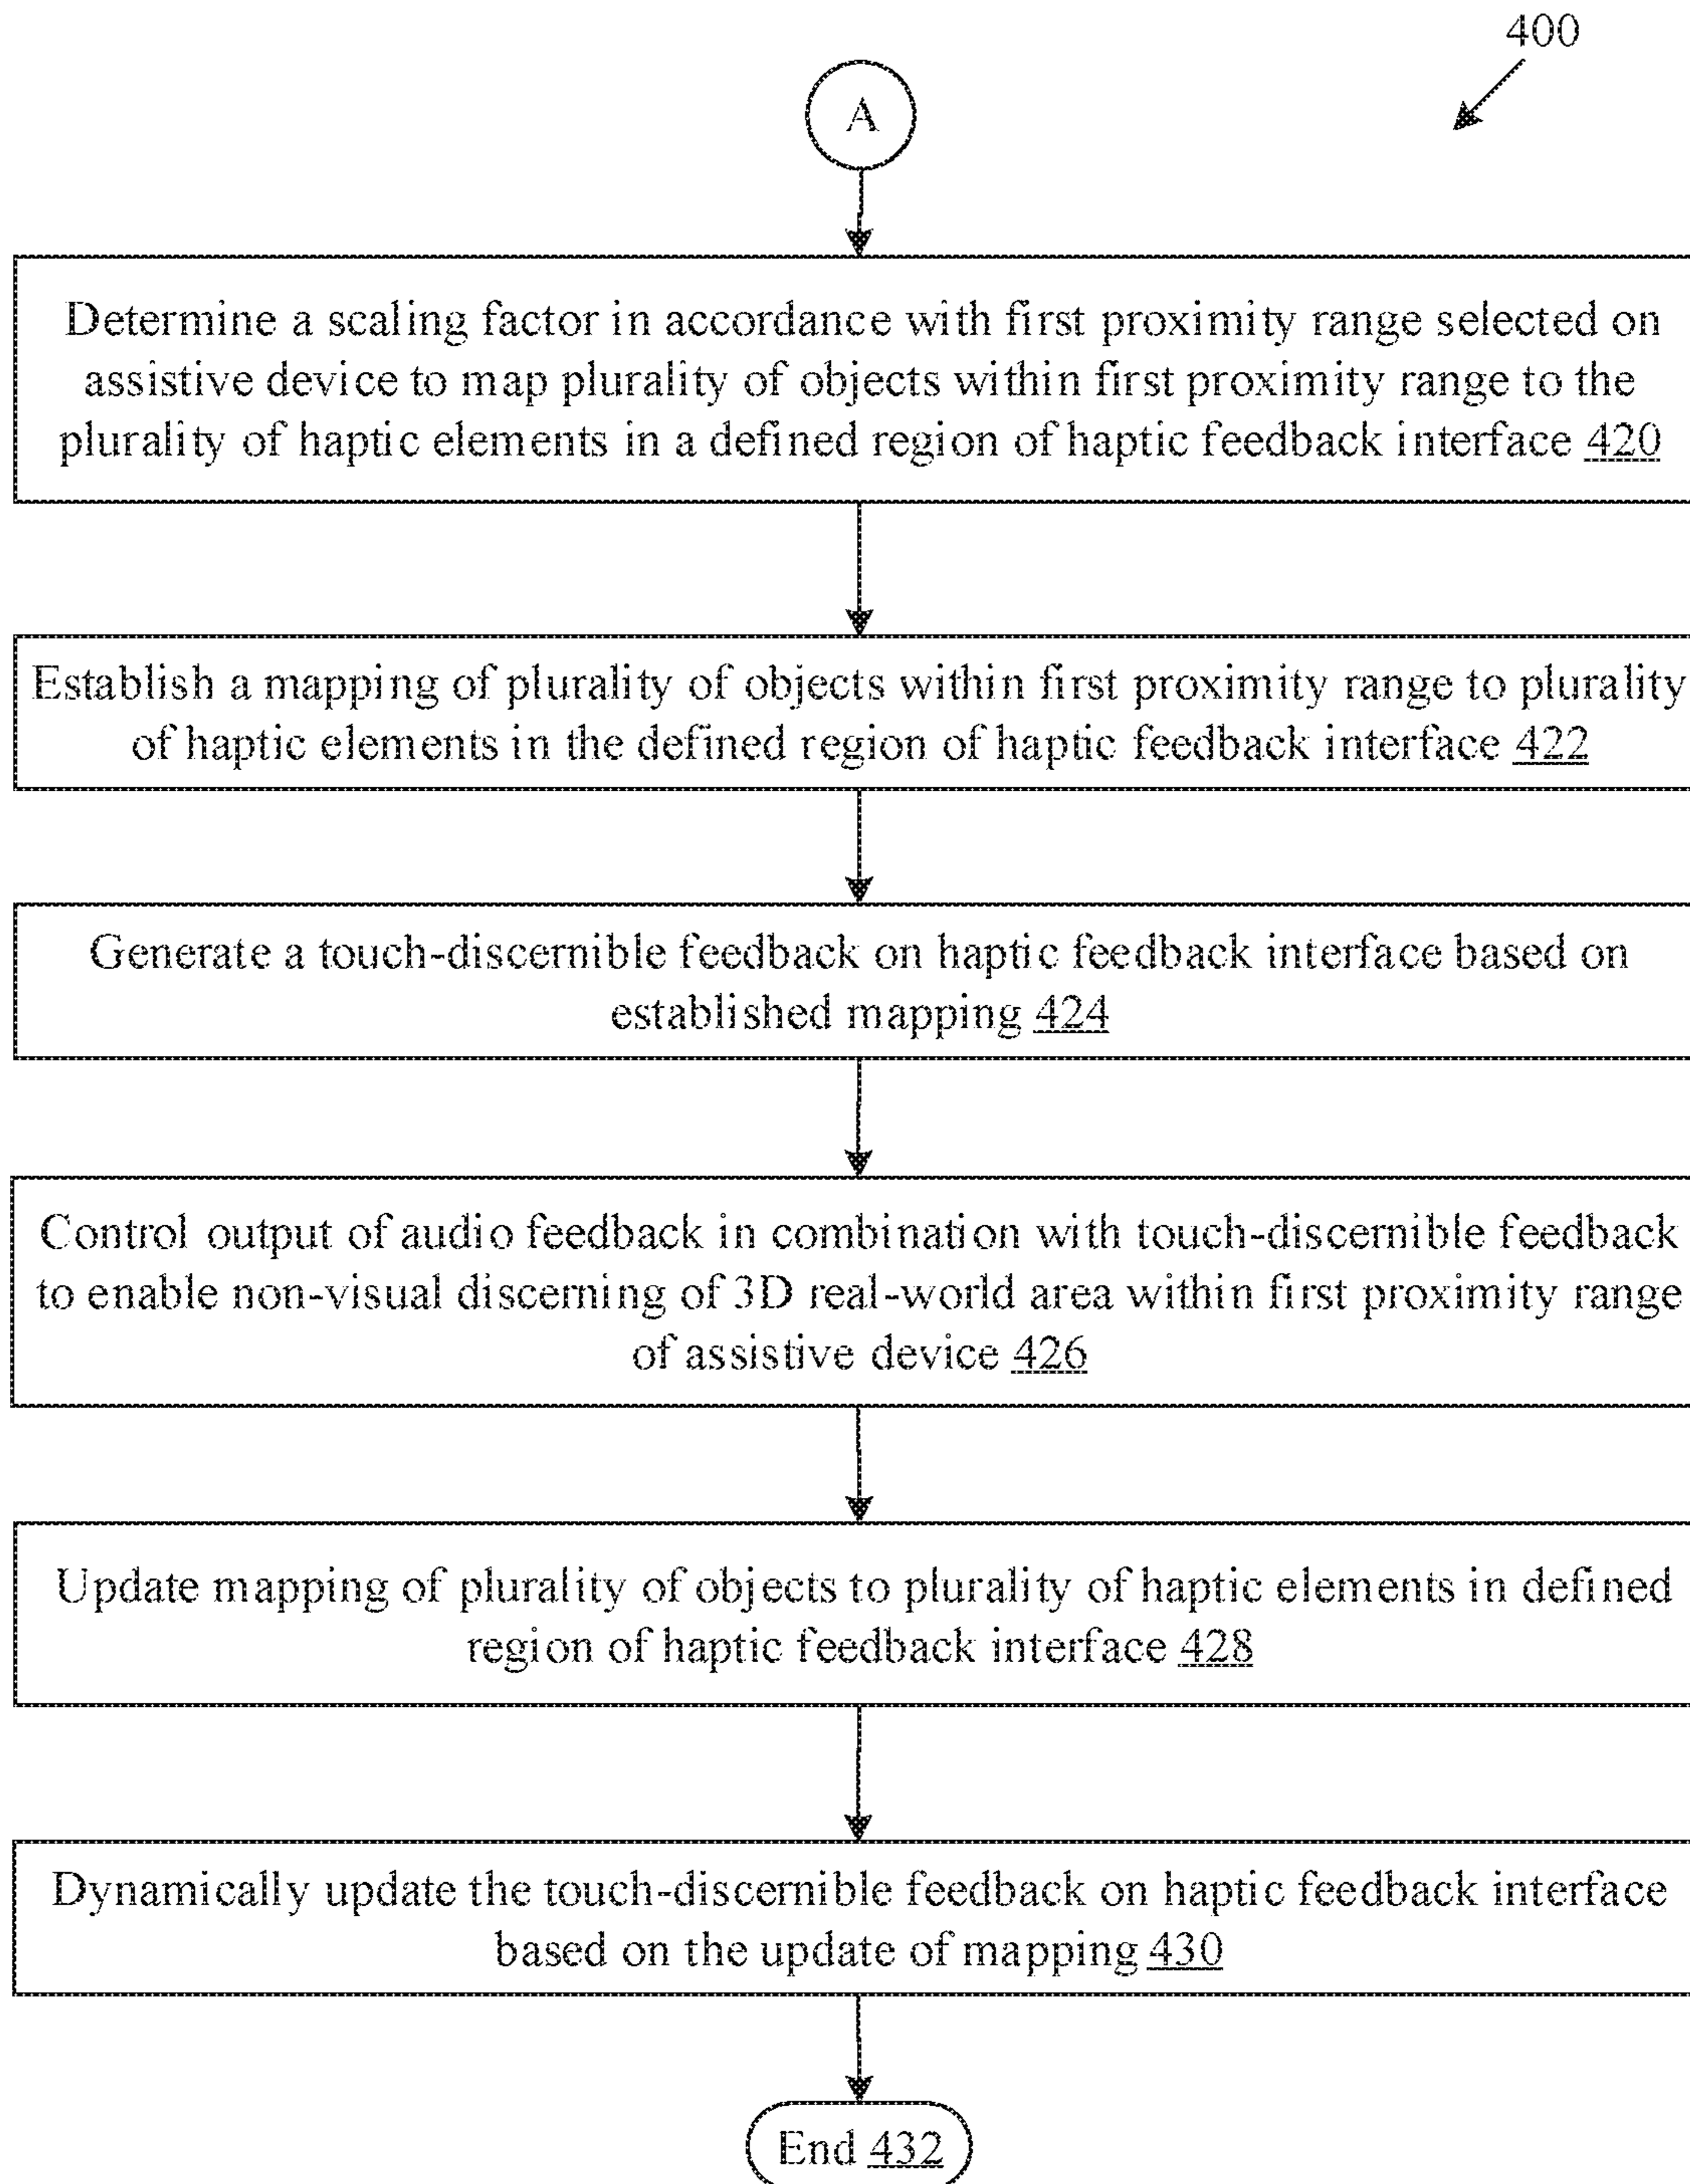 400
A
Determine a scaling factor in accordance with first proximity range selected on
assistive device to map plurality of objects within first proximity range to the
plurality of haptic elements in a defined region of haptic feedback interface 420
Establish a mapping of plurality of objects within first proximity range to plurality
of haptic elements in the defined region of haptic feedback interface 422
Generate a touch-discernible feedback on haptic feedback interface based on
established mapping 424
Control output of audio feedback in combination with touch-discernible feedback
to enable non-visual discerning of 3D real-world area within first proximity range
of assistive device 426
Update mapping of plurality of objects to plurality of haptic elements in defined
region of haptic feedback interface 428
Dynamically update the touch-discernible feedback on haptic feedback interface
based on the update of mapping 430
End 432